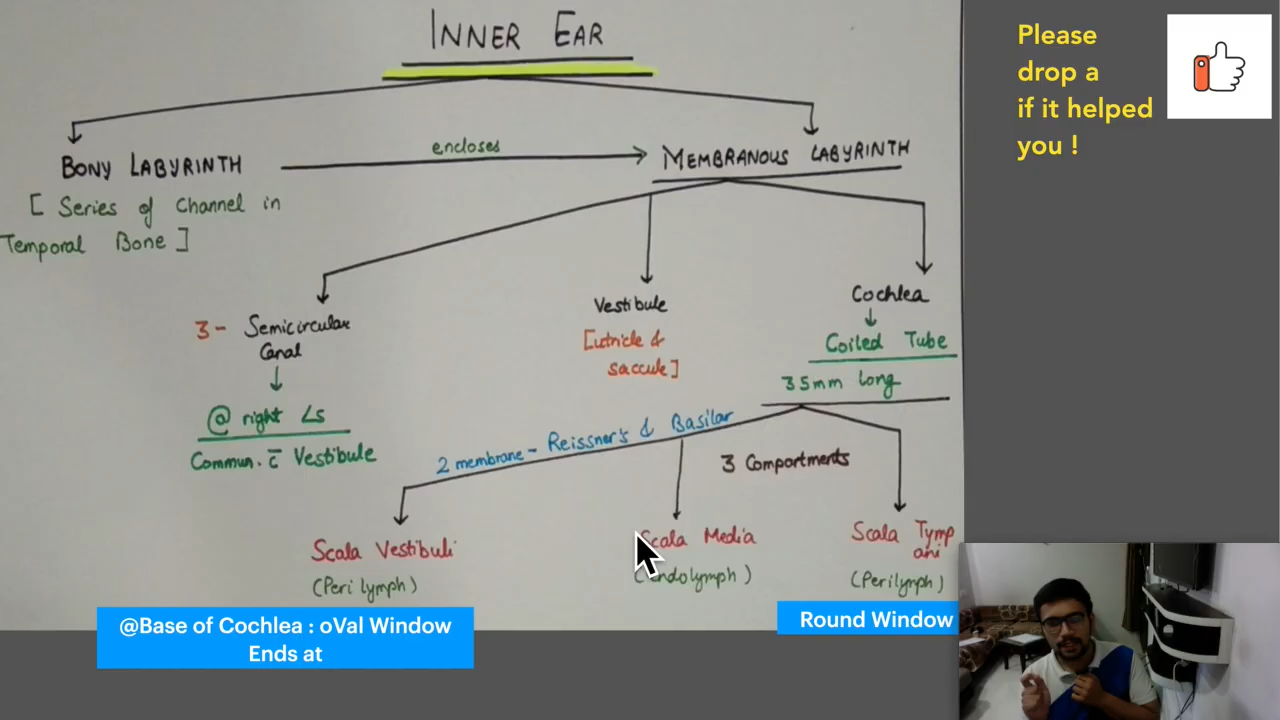 INNER EAR
Please
drop a
if it helped
you !
BONY LABYRINTH
encloses
MEMBRANOUS LABYRINTH
[ Series of Channel in
Temporal Bone ]
3- Semicircular
Canal
@ right ∠s
Commun. c̅ Vestibule
Vestibule
[Utricle &
saccule]
Cochlea
Coiled Tube
35mm long
2 membrane - Reissner's & Basilar
3 Compartments
Scala Vestibuli
(Perilymph)
Scala Media
(Endolymph)
Scala Tymp
ani
(Perilymph)
@Base of Cochlea : oVal Window
Ends at
Round Window